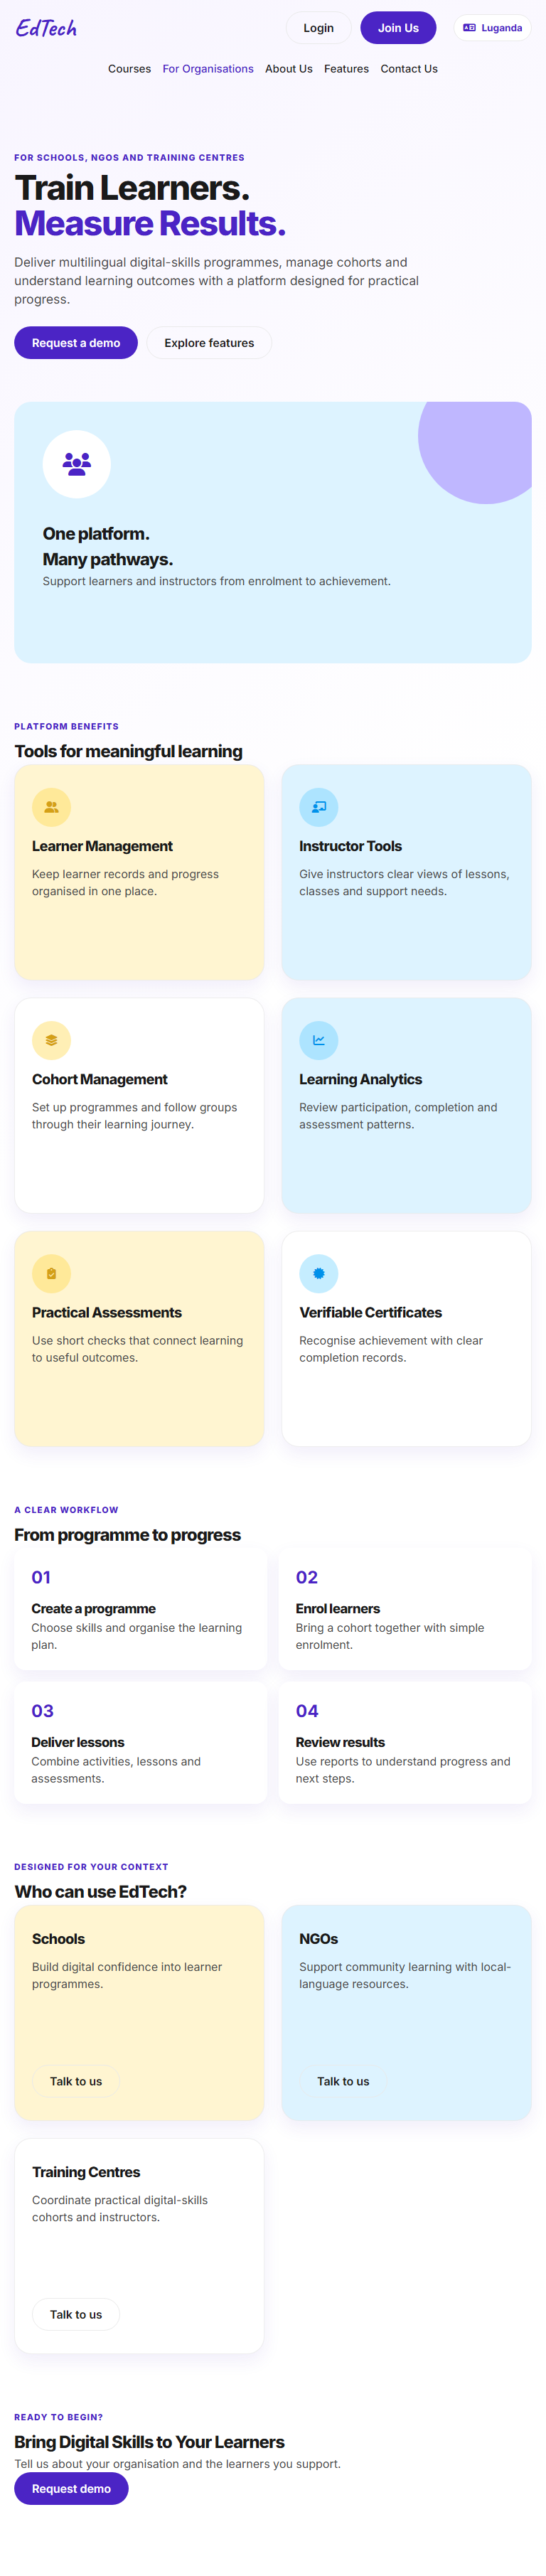 EdTech
Login
Join Us
Luganda
Courses
For Organisations
About Us
Features
Contact Us
FOR SCHOOLS, NGOS AND TRAINING CENTRES
Train Learners.
Measure Results.
Deliver multilingual digital-skills programmes, manage cohorts and
understand learning outcomes with a platform designed for practical
progress.
Request a demo
Explore features
One platform.
Many pathways.
Support learners and instructors from enrolment to achievement.
PLATFORM BENEFITS
Tools for meaningful learning
Learner Management
Keep learner records and progress
organised in one place.
Instructor Tools
Give instructors clear views of lessons,
classes and support needs.
Cohort Management
Set up programmes and follow groups
through their learning journey.
Learning Analytics
Review participation, completion and
assessment patterns.
Practical Assessments
Use short checks that connect learning
to useful outcomes.
Verifiable Certificates
Recognise achievement with clear
completion records.
A CLEAR WORKFLOW
From programme to progress
01
Create a programme
Choose skills and organise the learning
plan.
02
Enrol learners
Bring a cohort together with simple
enrolment.
03
Deliver lessons
Combine activities, lessons and
assessments.
04
Review results
Use reports to understand progress and
next steps.
DESIGNED FOR YOUR CONTEXT
Who can use EdTech?
Schools
Build digital confidence into learner
programmes.
Talk to us
NGOs
Support community learning with local-
language resources.
Talk to us
Training Centres
Coordinate practical digital-skills
cohorts and instructors.
Talk to us
READY TO BEGIN?
Bring Digital Skills to Your Learners
Tell us about your organisation and the learners you support.
Request demo